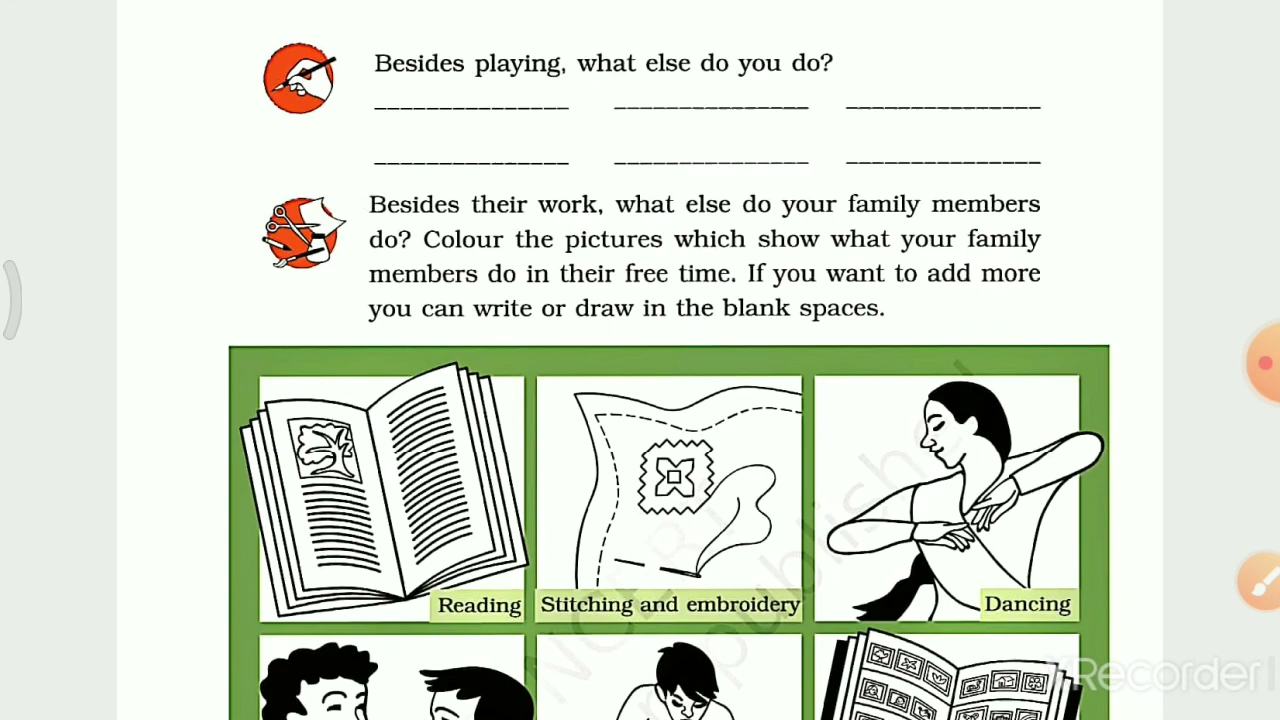 Besides playing, what else do you do?
Besides their work, what else do your family members
do? Colour the pictures which show what your family
members do in their free time. If you want to add more
you can write or draw in the blank spaces.
Reading
Stitching and embroidery
Dancing
Recorder